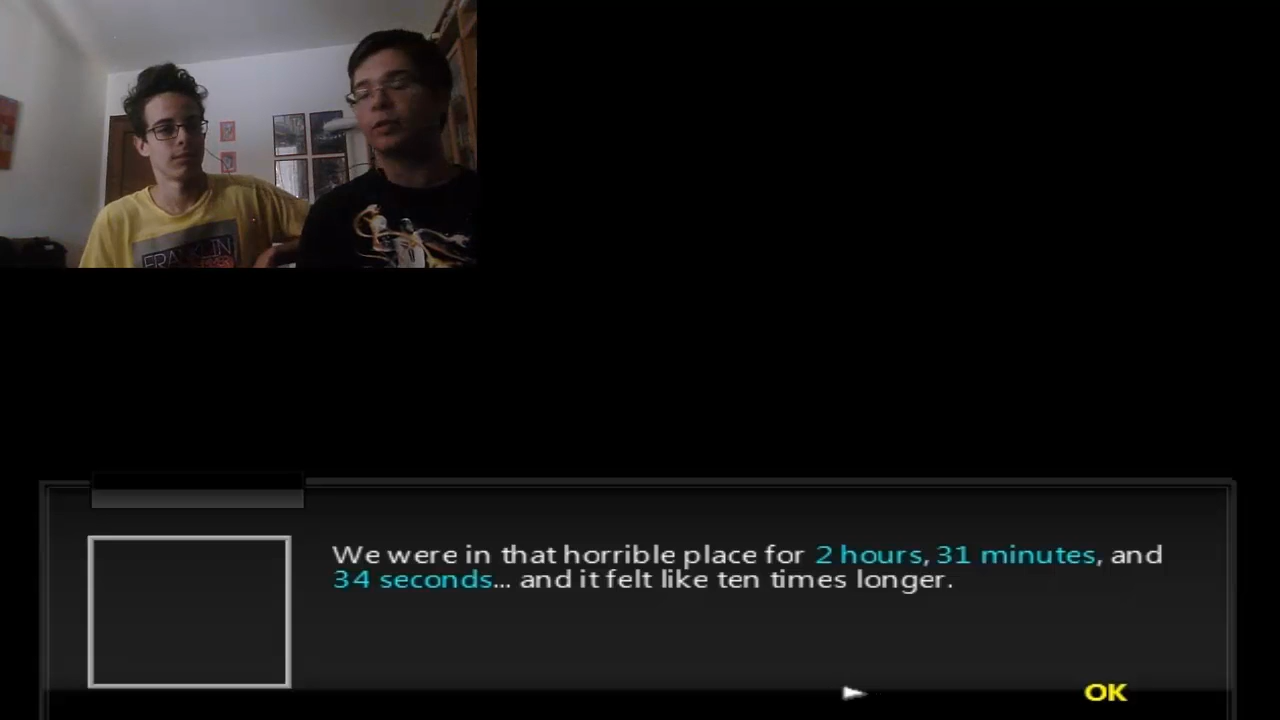 FRANKLIN
We were in that horrible place for 2 hours, 31 minutes, and
34 seconds... and it felt like ten times longer.
OK